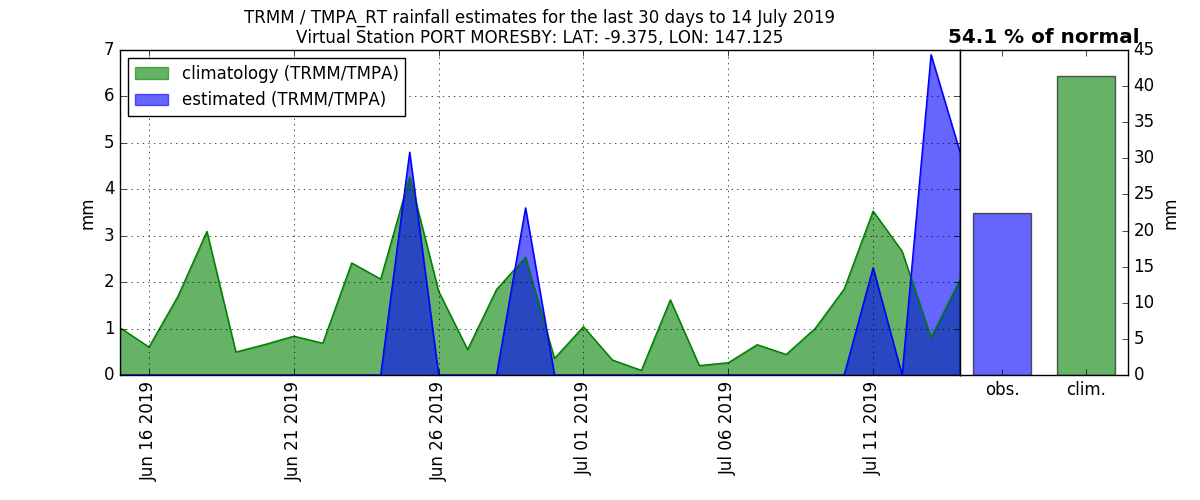 TRMM / TMPA_RT rainfall estimates for the last 30 days to 14 July 2019
Virtual Station PORT MORESBY: LAT: -9.375, LON: 147.125
54.1 % of normal
climatology (TRMM/TMPA)
estimated (TRMM/TMPA)
7
6
5
4
3
2
1
0
mm
Jun 16 2019
Jun 21 2019
Jun 26 2019
Jul 01 2019
Jul 06 2019
Jul 11 2019
obs.
clim.
45
40
35
30
25
20
15
10
5
0
mm